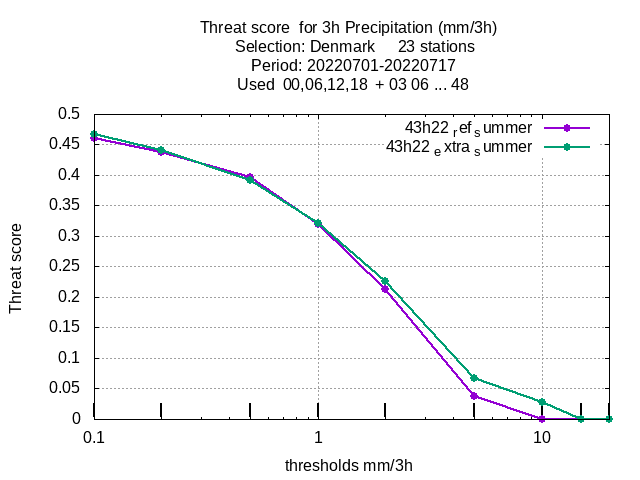 Threat score  for 3h Precipitation (mm/3h)
Selection: Denmark     23 stations
Period: 20220701-20220717
Used  00,06,12,18  + 03 06 ... 48
43h22 ref summer
43h22 extra summer
Threat score
0.5
0.45
0.4
0.35
0.3
0.25
0.2
0.15
0.1
0.05
0
0.1 1 10
thresholds mm/3h